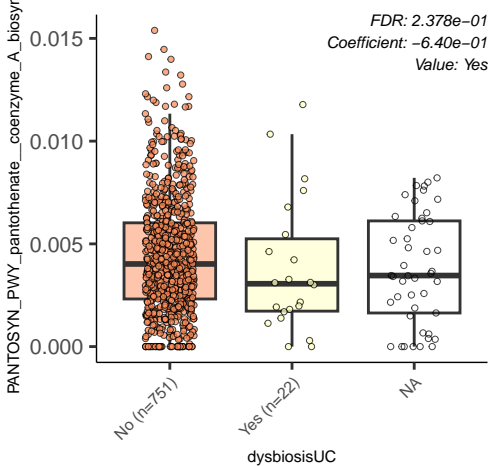 FDR: 2.378e−01
Coefficient: −6.40e−01
Value: Yes
PANTOSYN_PWY_pantothenate__coenzyme_A_biosyn
0.015
0.010
0.005
0.000
No (n=751)
Yes (n=22)
NA
dysbiosisUC